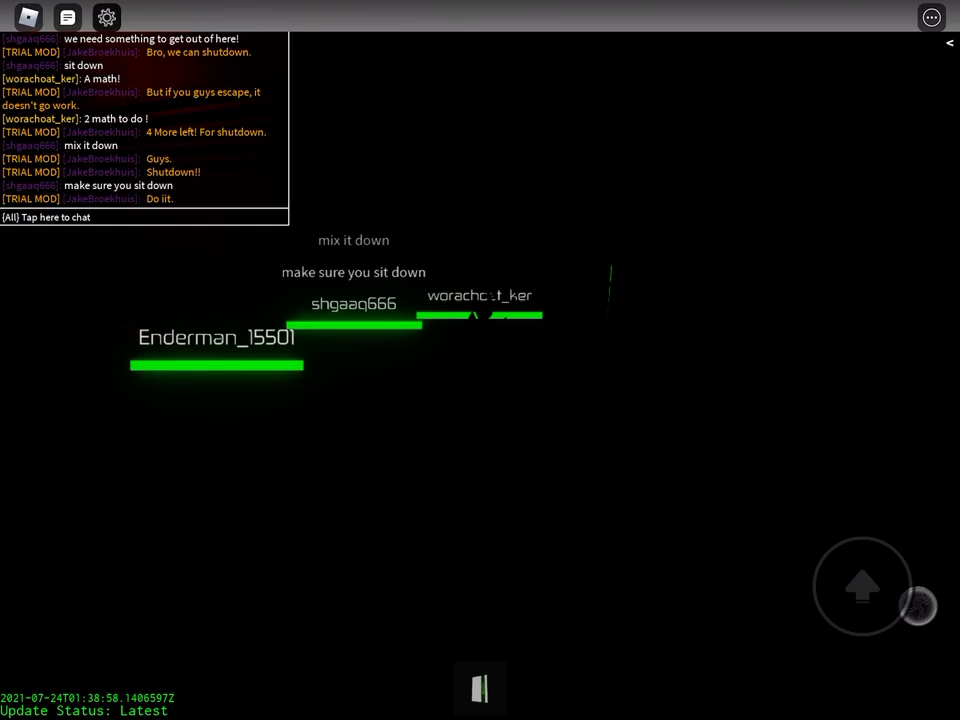 [shgaaq666]: we need something to get out of here!
[TRIAL MOD] [JakeBroekhuis]: Bro, we can shutdown.
[shgaaq666]: sit down
[worachoat_ker]: A math!
[TRIAL MOD] [JakeBroekhuis]: But if you guys escape, it
doesn't go work.
[worachoat_ker]: 2 math to do !
[TRIAL MOD] [JakeBroekhuis]: 4 More left! For shutdown.
[shgaaq666]: mix it down
[TRIAL MOD] [JakeBroekhuis]: Guys.
[TRIAL MOD] [JakeBroekhuis]: Shutdown!!
[shgaaq666]: make sure you sit down
[TRIAL MOD] [JakeBroekhuis]: Do iit.
{All} Tap here to chat
mix it down
make sure you sit down
shgaaq666
worachoat_ker
Enderman_15501
<
2021-07-24T01:38:58.1406597Z
Update Status: Latest